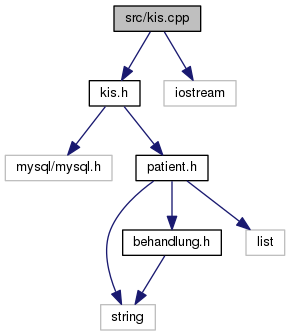 src/kis.cpp
kis.h
iostream
mysql/mysql.h
patient.h
behandlung.h
list
string